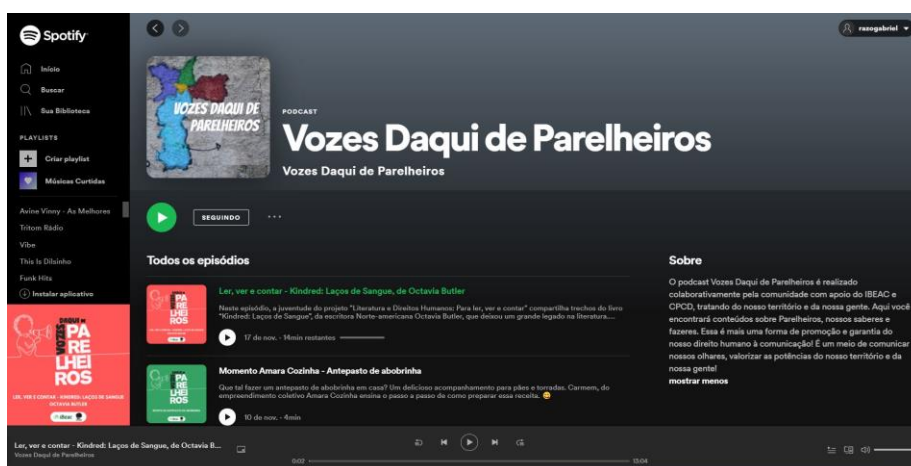 Spotify
Início
Buscar
Sua Biblioteca
PLAYLISTS
Criar playlist
Músicas Curtidas
Avine Vinny - As Melhores
Tritom Rádio
Vibe
This Is Dilsinho
Funk Hits
Instalar aplicativo
VOZES DAQUI DE
PARELHEIROS
LER, VER E CONTAR - KINDRED: LAÇOS DE SANGUE
OCTAVIA BUTLER
razogabriel
VOZES DAQUI DE
PARELHEIROS
PODCAST
Vozes Daqui de Parelheiros
Vozes Daqui de Parelheiros
SEGUINDO
Todos os episódios
PARELHEIROS
Ler, ver e contar - Kindred: Laços de Sangue, de Octavia Butler
Neste episódio, a juventude do projeto "Literatura e Direitos Humanos: Para ler, ver e contar" compartilha trechos do livro
"Kindred: Laços de Sangue", da escritora Norte-americana Octavia Butler, que deixou um grande legado na literatura....
17 de nov. · 14min restantes
PARELHEIROS
Momento Amara Cozinha - Antepasto de abobrinha
Que tal fazer um antepasto de abobrinha em casa? Um delicioso acompanhamento para pães e torradas. Carmem, do
empreendimento coletivo Amara Cozinha ensina o passo a passo de como preparar essa receita. 😄
10 de nov. · 4min
Sobre
O podcast Vozes Daqui de Parelheiros é realizado
colaborativamente pela comunidade com apoio do IBEAC e
CPCD, tratando do nosso território e da nossa gente. Aqui você
encontrará conteúdos sobre Parelheiros, nossos saberes e
fazeres. Essa é mais uma forma de promoção e garantia do
nosso direito humano à comunicação! É um meio de comunicar
nossos olhares, valorizar as potências do nosso território e da
nossa gente!
mostrar menos
Ler, ver e contar - Kindred: Laços de Sangue, de Octavia B...
Vozes Daqui de Parelheiros
0:02
13:04